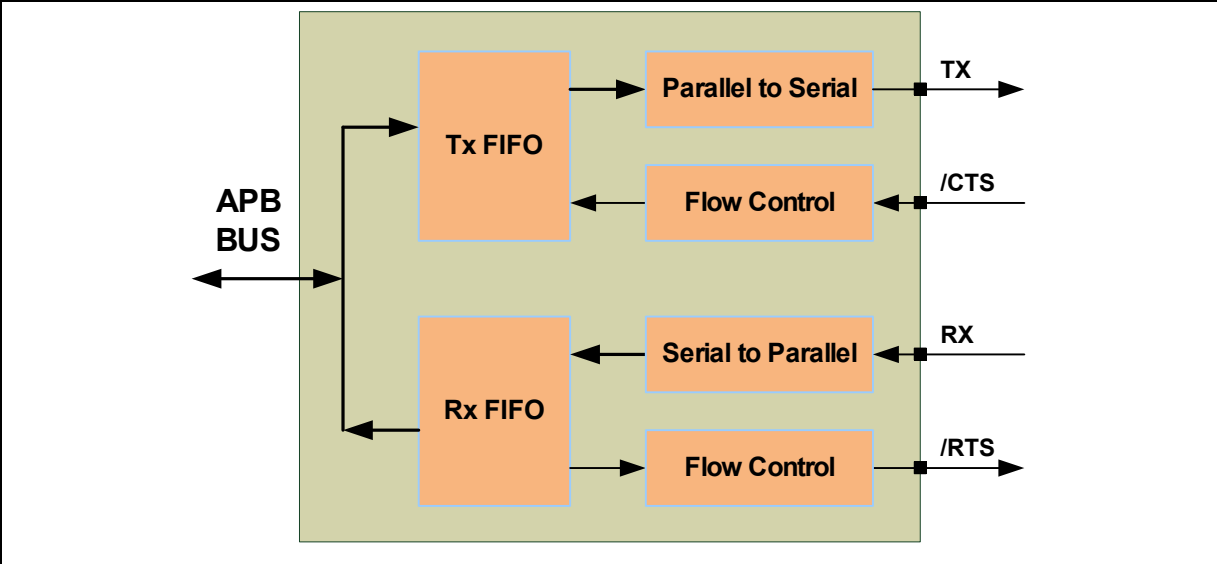 TX
Parallel to Serial
Tx FIFO
/CTS
Flow Control
APB
BUS
RX
Serial to Parallel
Rx FIFO
/RTS
Flow Control